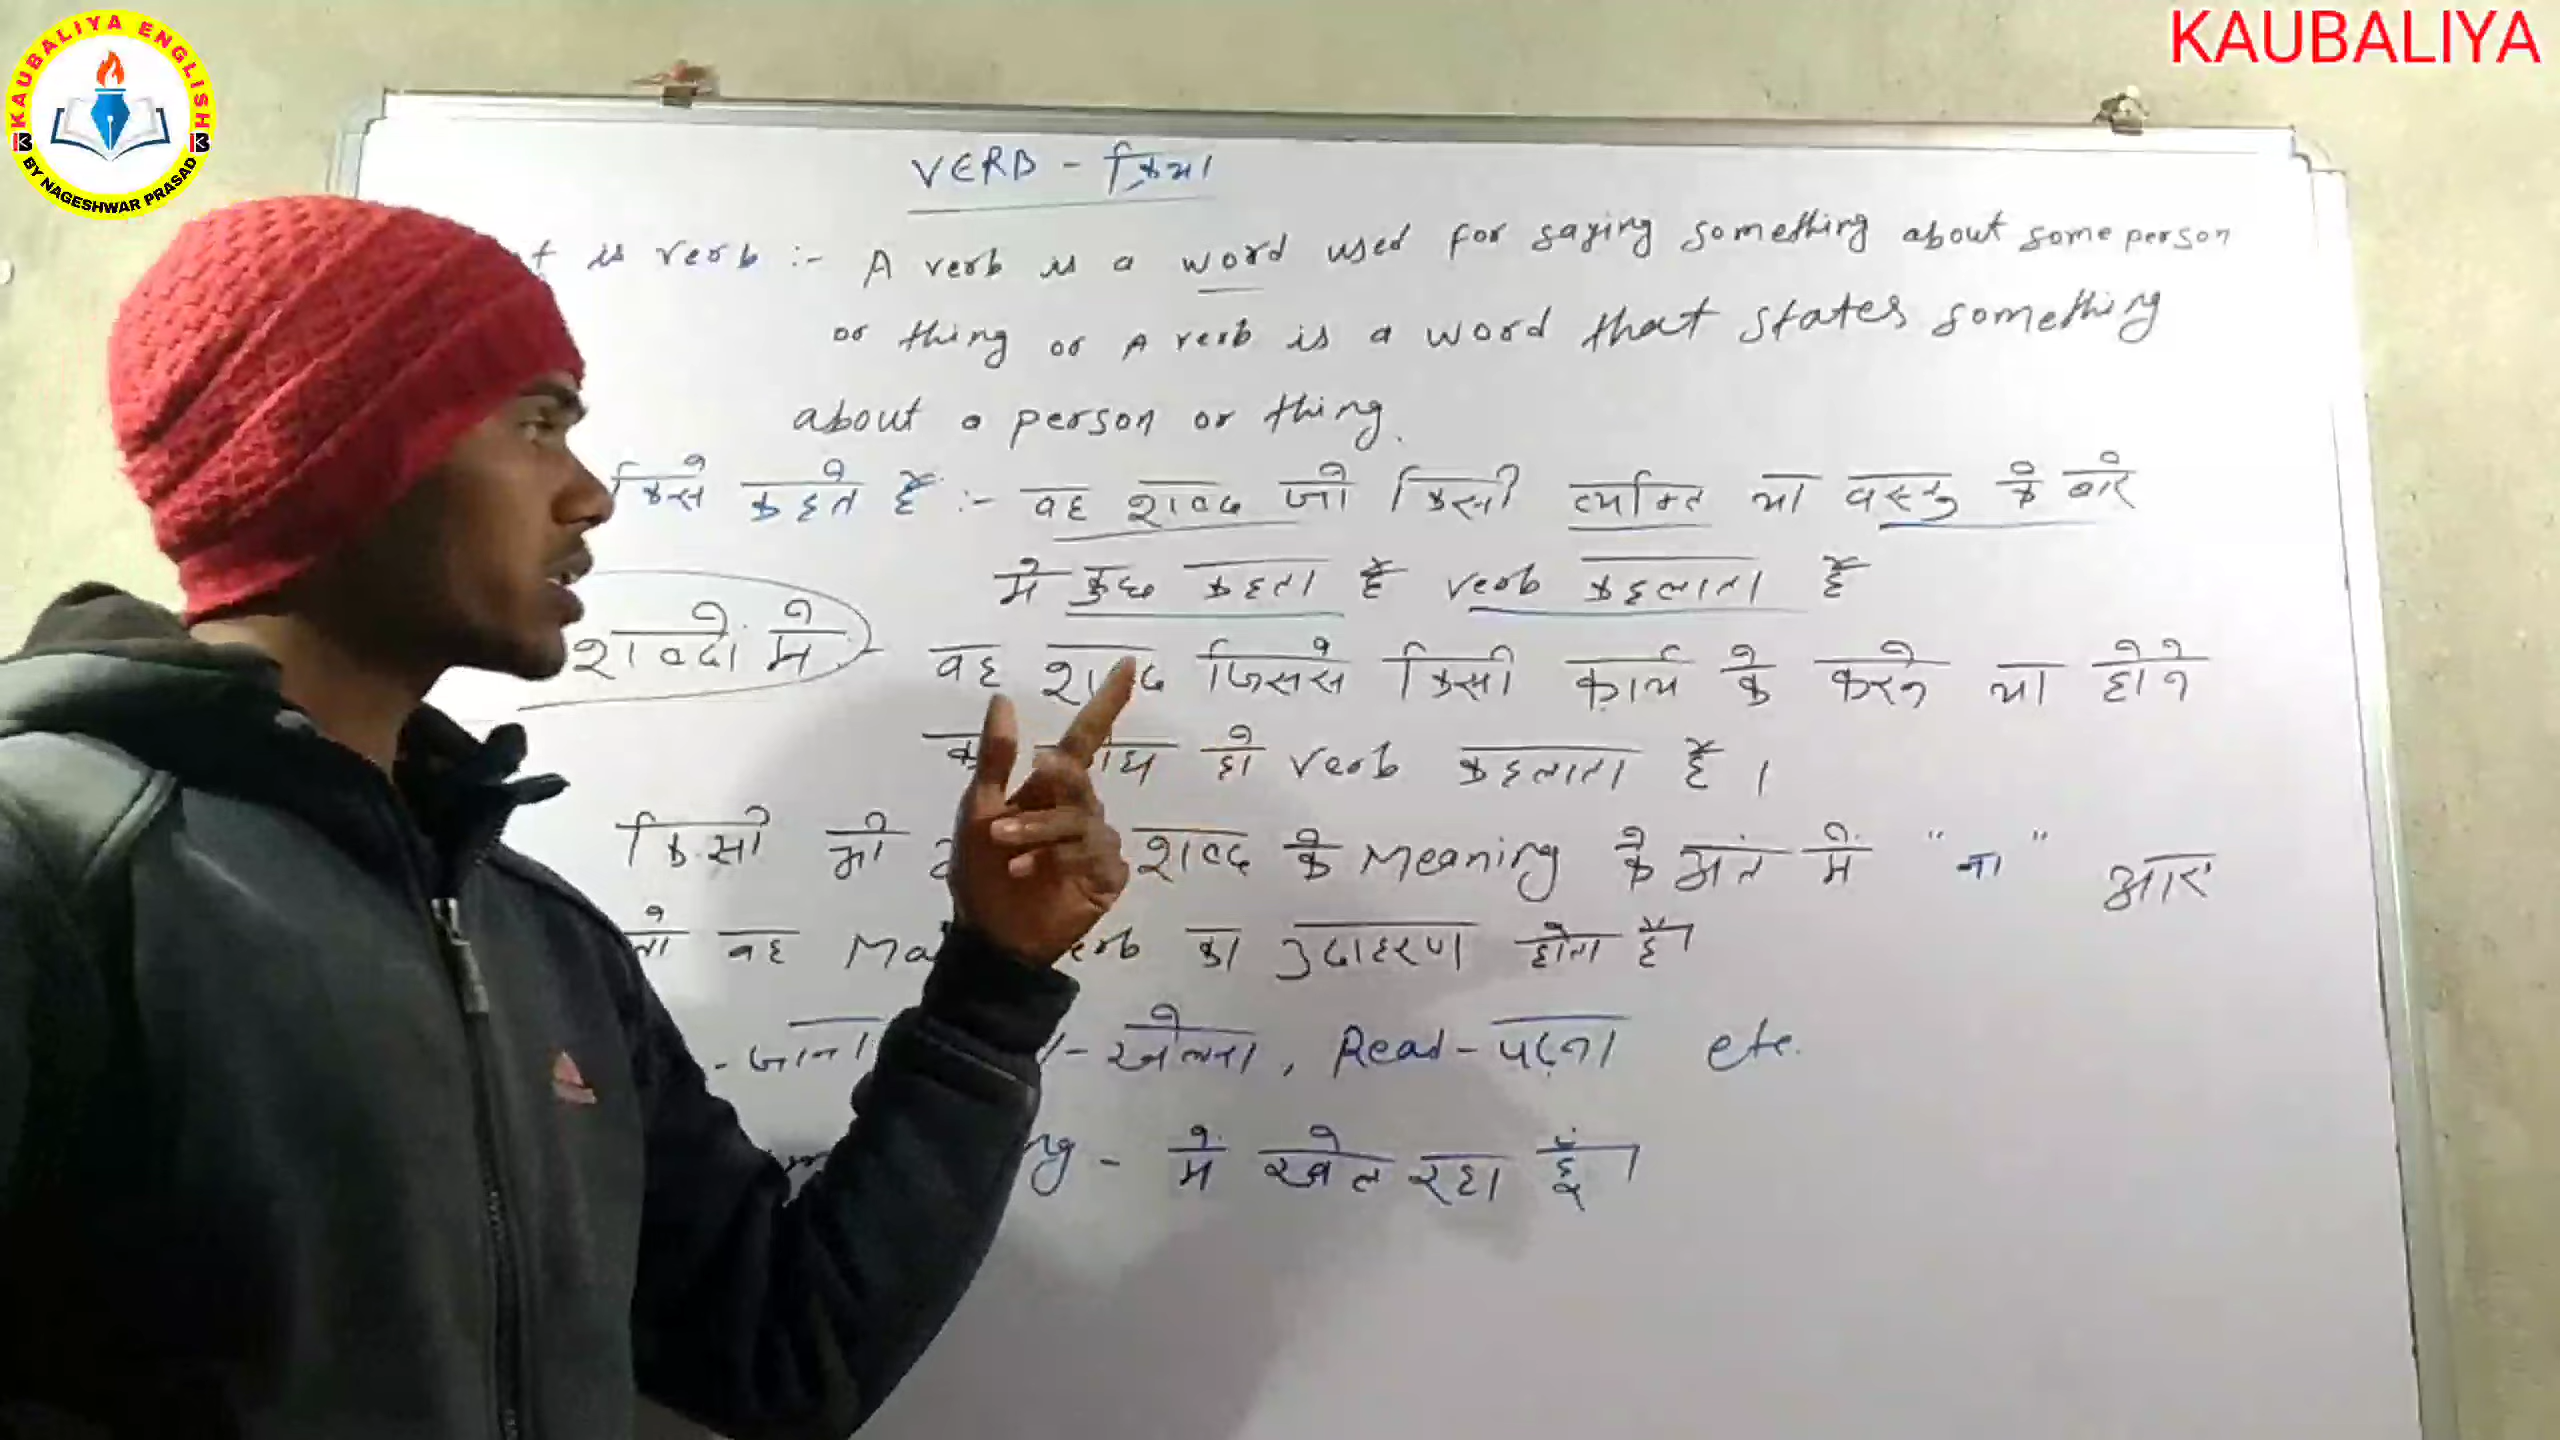 KAUBALIYA ENGLISH
BY NAGESHWAR PRASAD
KAUBALIYA
VERB - क्रिया
is verb :- A verb is a word used for saying something about some person
or thing or A verb is a word that states something
about a person or thing.
किसे कहते है :- वह शब्द जो किसी व्यक्ति या वस्तु के बारे
मे कुछ कहता है verb कहलाता है
शब्दों मे - वह शब्द जिससे किसी कार्य के करने या होने
बोध हो verb कहलाता है ।
किसी भी शब्द के Meaning के अंत मे "ना" आए
तो वह verb का उदाहरण होता है।
- जाना - खेलना, Read - पढ़ना etc.
- मै खेल रहा हूँ।